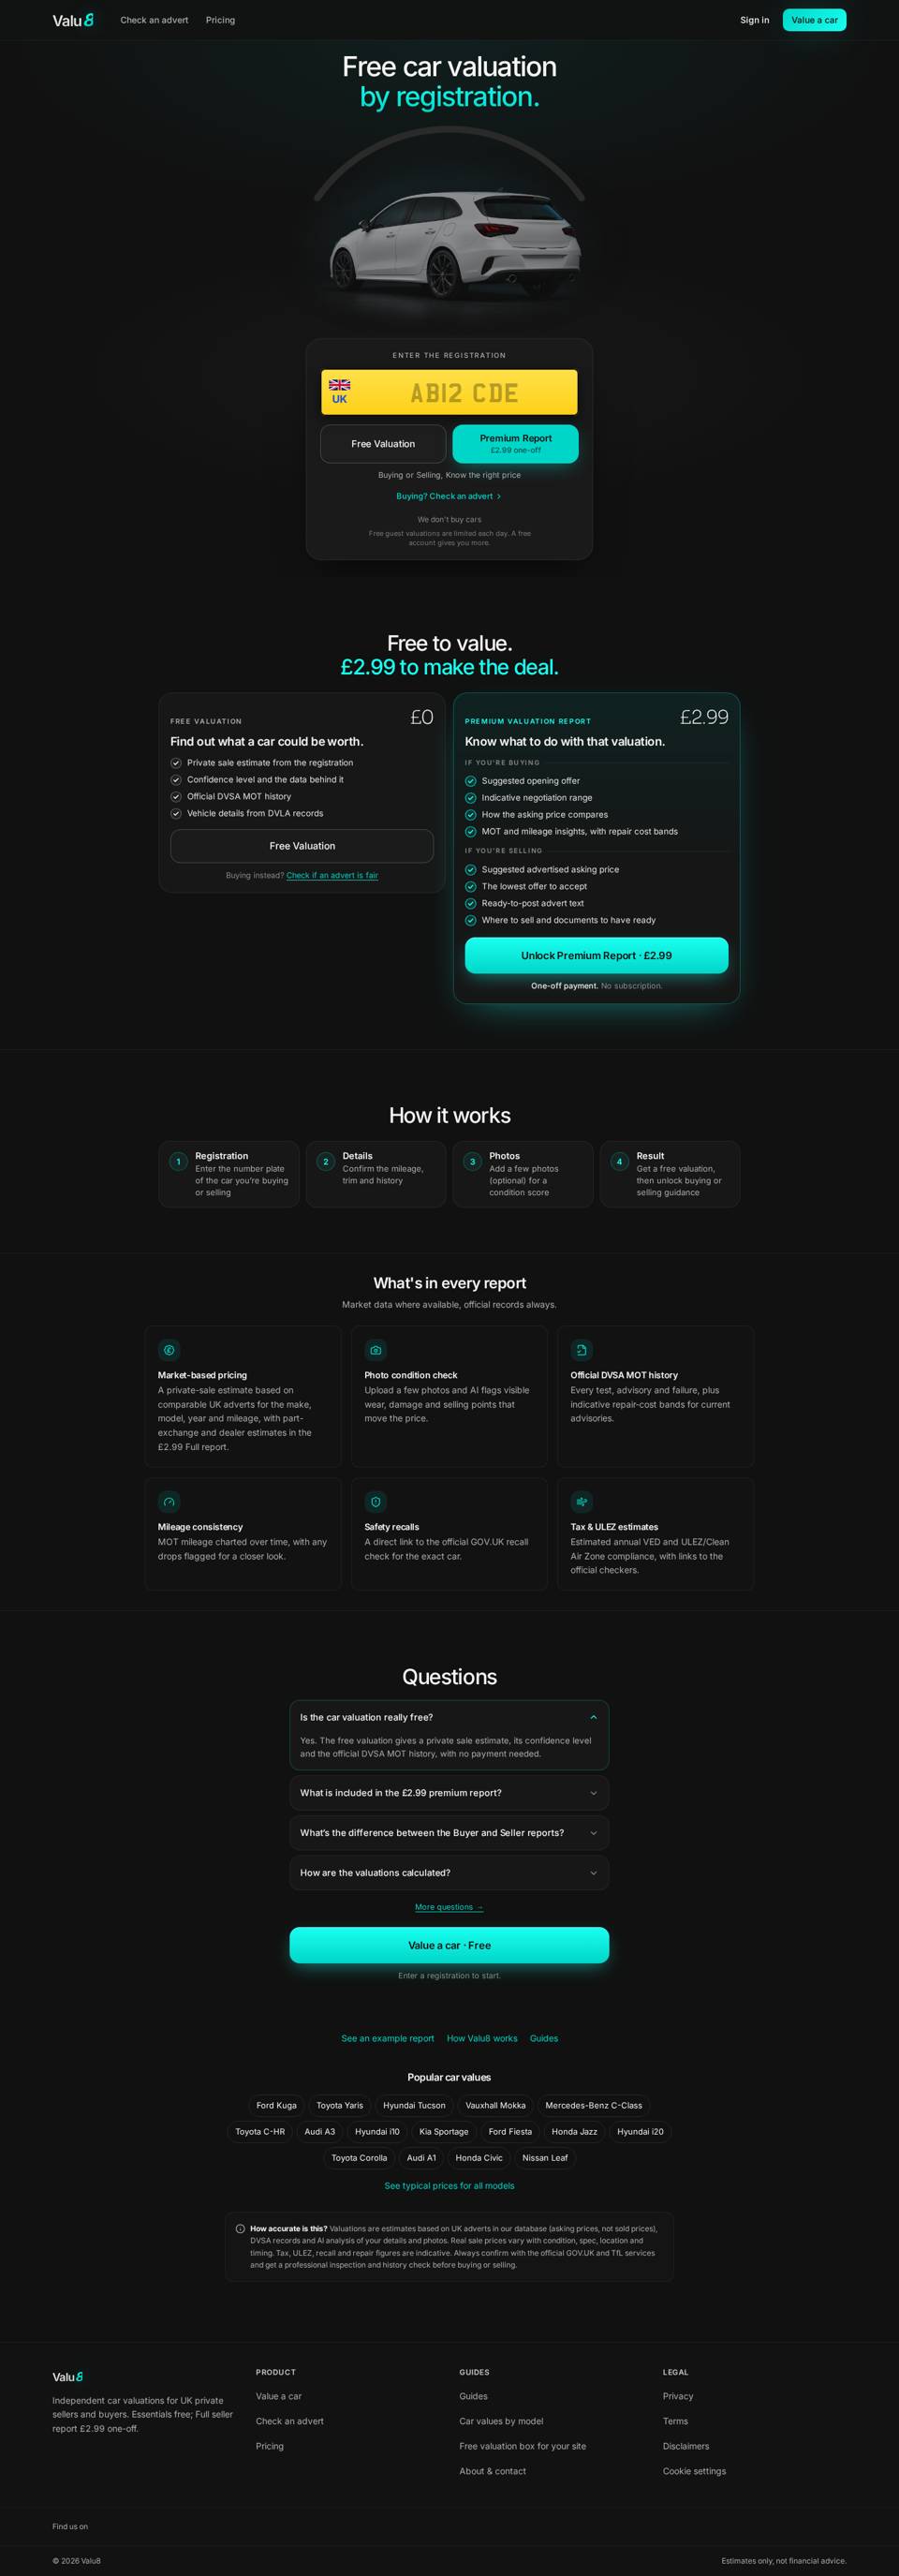 Valu8
Check an advert
Pricing
Sign in
Value a car
Free car valuation
by registration.
ENTER THE REGISTRATION
UK
AB12 CDE
Free Valuation
Premium Report
£2.99 one-off
Buying or Selling, Know the right price
Buying? Check an advert ›
We don't buy cars
Free guest valuations are limited each day. A free
account gives you more.
Free to value.
£2.99 to make the deal.
FREE VALUATION
£0
Find out what a car could be worth.
Private sale estimate from the registration
Confidence level and the data behind it
Official DVSA MOT history
Vehicle details from DVLA records
Free Valuation
Buying instead? Check if an advert is fair
PREMIUM VALUATION REPORT
£2.99
Know what to do with that valuation.
IF YOU'RE BUYING
Suggested opening offer
Indicative negotiation range
How the asking price compares
MOT and mileage insights, with repair cost bands
IF YOU'RE SELLING
Suggested advertised asking price
The lowest offer to accept
Ready-to-post advert text
Where to sell and documents to have ready
Unlock Premium Report · £2.99
One-off payment. No subscription.
How it works
1
Registration
Enter the number plate
of the car you're buying
or selling
2
Details
Confirm the mileage,
trim and history
3
Photos
Add a few photos
(optional) for a
condition score
4
Result
Get a free valuation,
then unlock buying or
selling guidance
What's in every report
Market data where available, official records always.
Market-based pricing
A private-sale estimate based on
comparable UK adverts for the make,
model, year and mileage, with part-
exchange and dealer estimates in the
£2.99 Full report.
Photo condition check
Upload a few photos and AI flags visible
wear, damage and selling points that
move the price.
Official DVSA MOT history
Every test, advisory and failure, plus
indicative repair-cost bands for current
advisories.
Mileage consistency
MOT mileage charted over time, with any
drops flagged for a closer look.
Safety recalls
A direct link to the official GOV.UK recall
check for the exact car.
Tax & ULEZ estimates
Estimated annual VED and ULEZ/Clean
Air Zone compliance, with links to the
official checkers.
Questions
Is the car valuation really free?
Yes. The free valuation gives a private sale estimate, its confidence level
and the official DVSA MOT history, with no payment needed.
What is included in the £2.99 premium report?
What's the difference between the Buyer and Seller reports?
How are the valuations calculated?
More questions →
Value a car · Free
Enter a registration to start.
See an example report
How Valu8 works
Guides
Popular car values
Ford Kuga
Toyota Yaris
Hyundai Tucson
Vauxhall Mokka
Mercedes-Benz C-Class
Toyota C-HR
Audi A3
Hyundai i10
Kia Sportage
Ford Fiesta
Honda Jazz
Hyundai i20
Toyota Corolla
Audi A1
Honda Civic
Nissan Leaf
See typical prices for all models
How accurate is this? Valuations are estimates based on UK adverts in our database (asking prices, not sold prices),
DVSA records and AI analysis of your details and photos. Real sale prices vary with condition, spec, location and
timing. Tax, ULEZ, recall and repair figures are indicative. Always confirm with the official GOV.UK and TfL services
and get a professional inspection and history check before buying or selling.
Valu8
Independent car valuations for UK private
sellers and buyers. Essentials free; Full seller
report £2.99 one-off.
PRODUCT
Value a car
Check an advert
Pricing
GUIDES
Guides
Car values by model
Free valuation box for your site
About & contact
LEGAL
Privacy
Terms
Disclaimers
Cookie settings
Find us on
© 2026 Valu8
Estimates only, not financial advice.